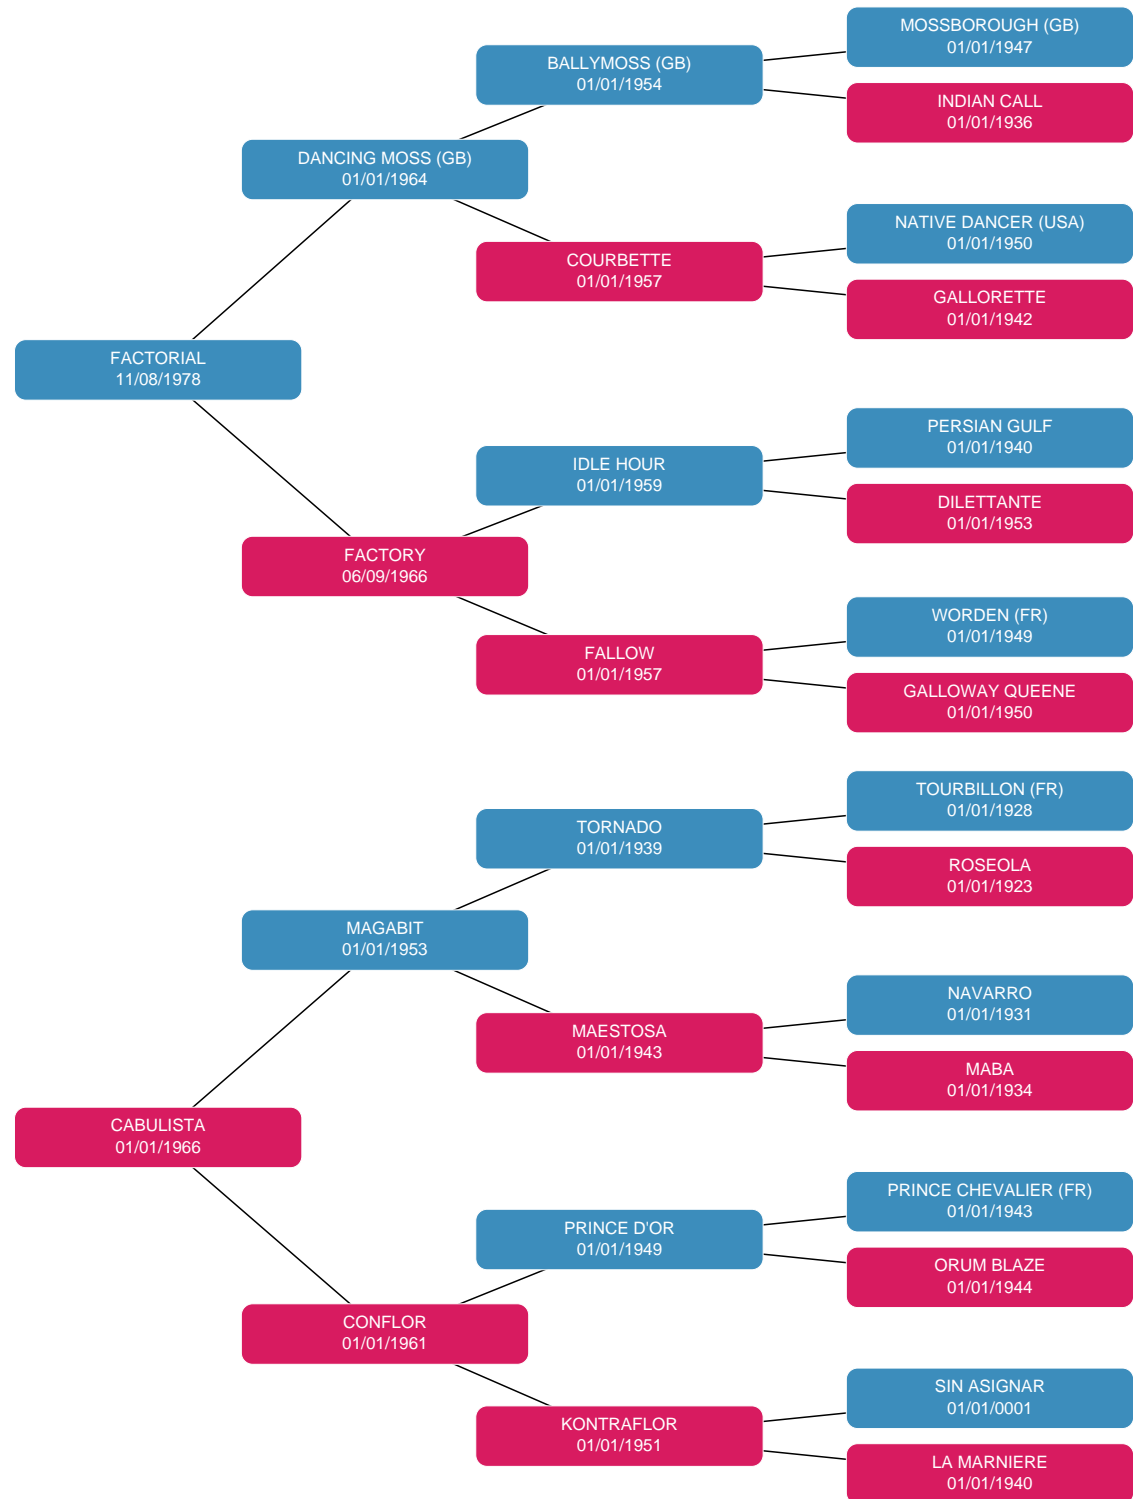 MOSSBOROUGH (GB)
01/01/1947
BALLYMOSS (GB)
01/01/1954
INDIAN CALL
01/01/1936
DANCING MOSS (GB)
01/01/1964
NATIVE DANCER (USA)
01/01/1950
COURBETTE
01/01/1957
GALLORETTE
01/01/1942
FACTORIAL
11/08/1978
PERSIAN GULF
01/01/1940
IDLE HOUR
01/01/1959
DILETTANTE
01/01/1953
FACTORY
06/09/1966
WORDEN (FR)
01/01/1949
FALLOW
01/01/1957
GALLOWAY QUEENE
01/01/1950
TOURBILLON (FR)
01/01/1928
TORNADO
01/01/1939
ROSEOLA
01/01/1923
MAGABIT
01/01/1953
NAVARRO
01/01/1931
MAESTOSA
01/01/1943
MABA
01/01/1934
CABULISTA
01/01/1966
PRINCE CHEVALIER (FR)
01/01/1943
PRINCE D'OR
01/01/1949
ORUM BLAZE
01/01/1944
CONFLOR
01/01/1961
SIN ASIGNAR
01/01/0001
KONTRAFLOR
01/01/1951
LA MARNIERE
01/01/1940